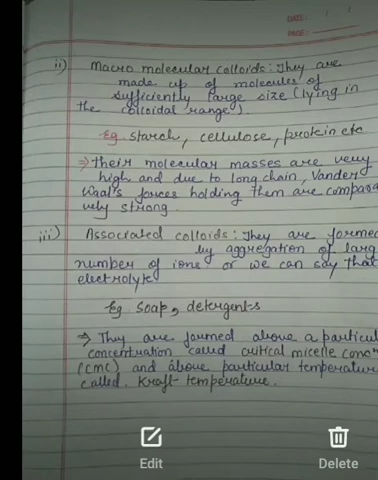 DATE: / /
PAGE:
ii) Macro molecular colloids: They are
made up of molecules of
sufficiently large size (lying in
the colloidal range).
Eg starch, cellulose, protein etc
⇒ Their molecular masses are very
high and due to long chain, Vander
Waal's forces holding them are compara
vely strong.
iii) Associated colloids: They are formed
by aggregation of larg
number of ions or we can say that
electrolyte
Eg Soap, detergents
⇒ They are formed above a particul
concentration called critical micelle concn
(CMC) and above particular temperature
called. Kraft temperature.
Edit
Delete